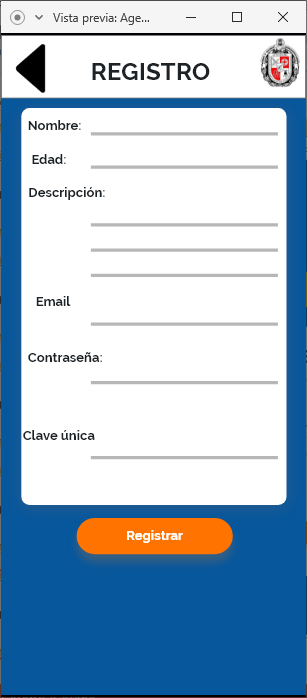 Vista previa: Age...
REGISTRO
Nombre:
Edad:
Descripción:
Email
Contraseña:
Clave única
Registrar